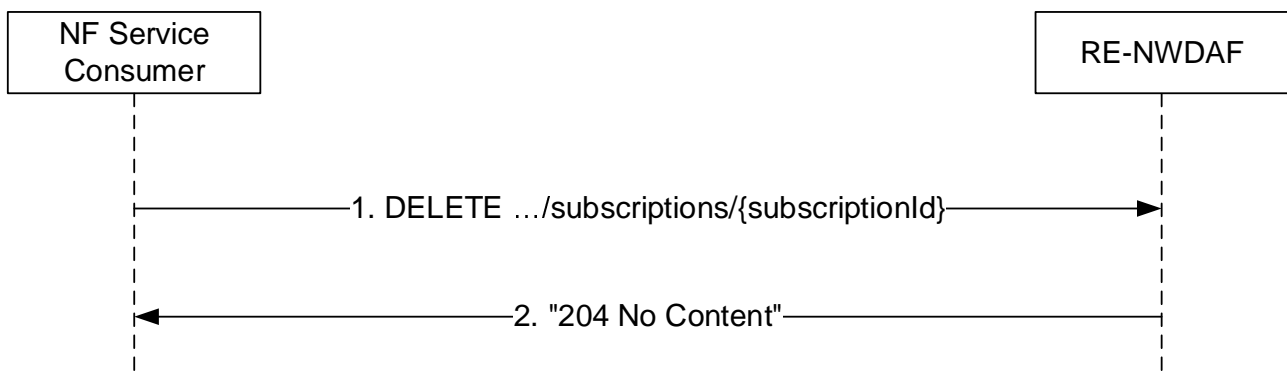 NF Service
Consumer
RE-NWDAF
1. DELETE …/subscriptions/{subscriptionId}
2. "204 No Content"